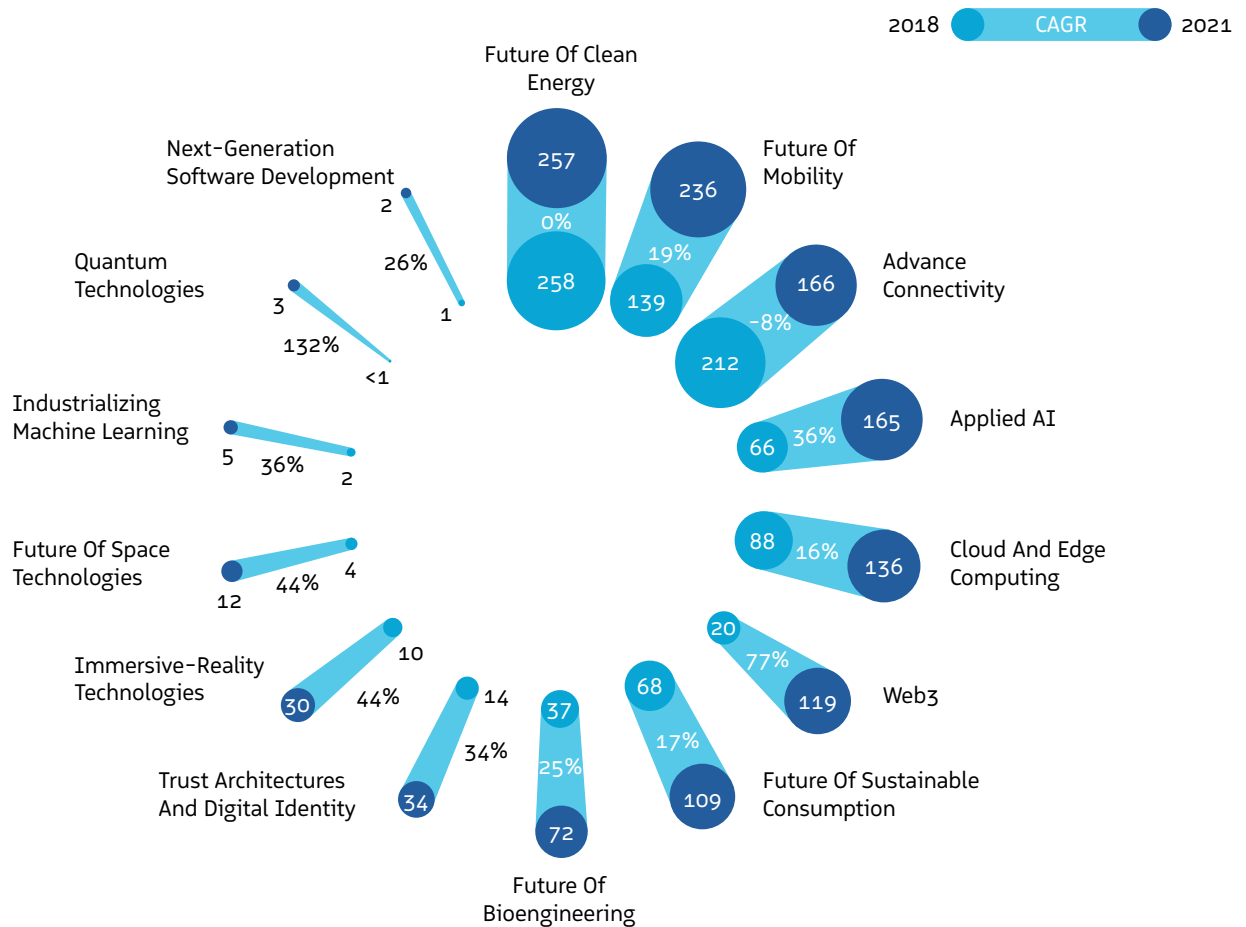 2018 CAGR 2021
Future Of Clean
Energy
257
0%
258
Future Of
Mobility
236
19%
139
Advance
Connectivity
166
-8%
212
Applied AI
165
36%
66
Cloud And Edge
Computing
88
16%
136
Web3
20
77%
119
Future Of Sustainable
Consumption
68
17%
109
Future Of
Bioengineering
37
25%
72
Trust Architectures
And Digital Identity
14
34%
34
Immersive-Reality
Technologies
10
44%
30
Future Of Space
Technologies
4
44%
12
Industrializing
Machine Learning
5
36%
2
Quantum
Technologies
3
132%
<1
Next-Generation
Software Development
2
26%
1